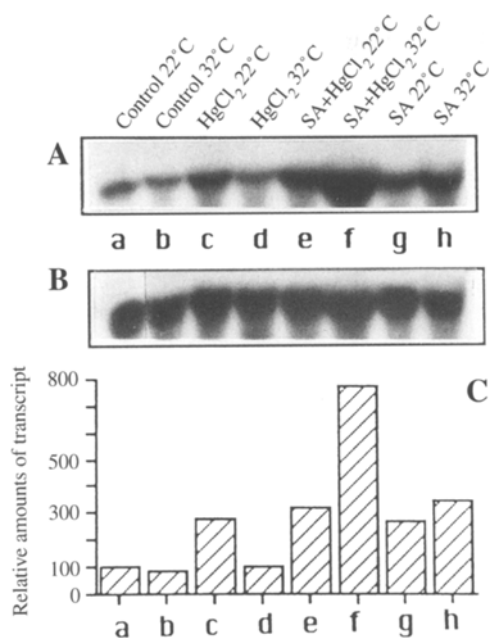 Control 22°C
Control 32°C
HgCl₂ 22°C
HgCl₂ 32°C
SA+HgCl₂ 22°C
SA+HgCl₂ 32°C
SA 22°C
SA 32°C
A
a b c d e f g h
B
C
Relative amounts of transcript
800
500
300
100
0
a b c d e f g h